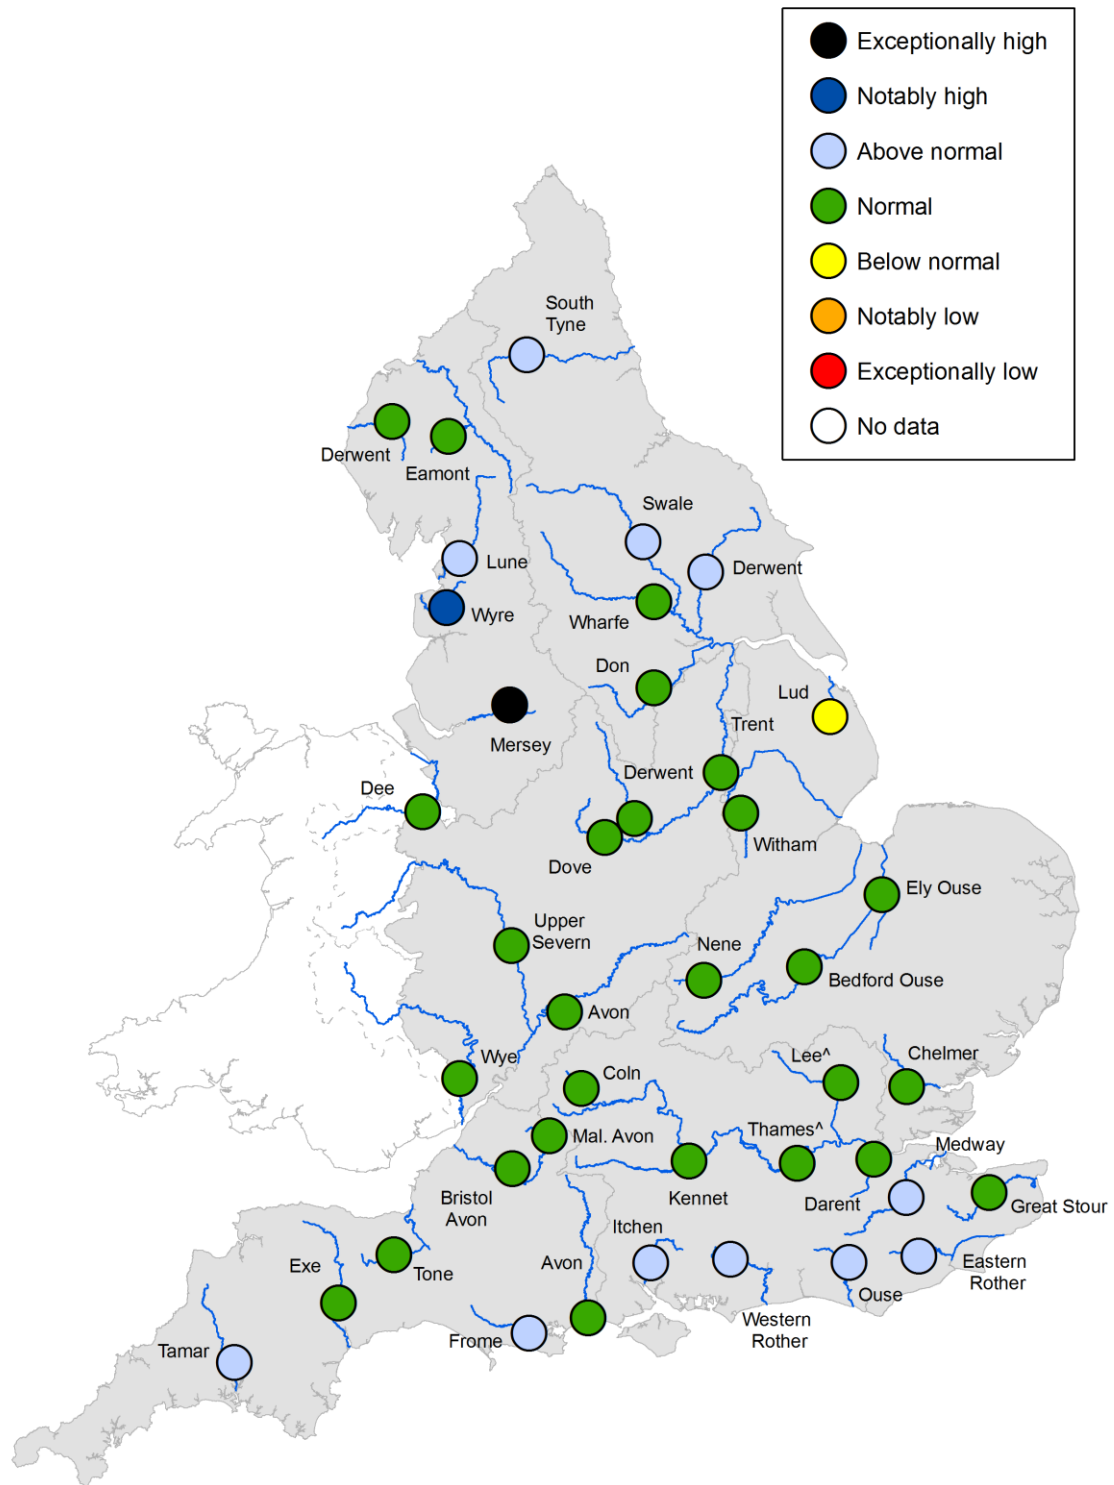 Exceptionally high
Notably high
Above normal
Normal
Below normal
Notably low
Exceptionally low
No data
South
Tyne
Derwent
Eamont
Swale
Lune
Derwent
Wyre
Wharfe
Don
Lud
Trent
Mersey
Derwent
Dee
Witham
Dove
Ely Ouse
Upper
Severn
Nene
Bedford Ouse
Avon
Wye
Lee^
Chelmer
Coln
Mal. Avon
Thames^
Medway
Bristol
Avon
Kennet
Darent
Great Stour
Itchen
Exe
Tone
Avon
Eastern
Rother
Ouse
Western
Rother
Frome
Tamar